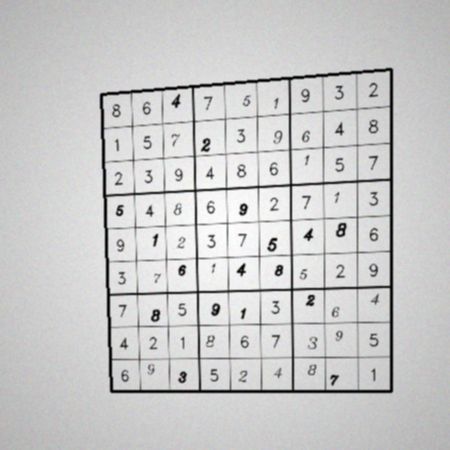 8 6 4 7 5 1 9 3 2
1 5 7 2 3 9 6 4 8
2 3 9 4 8 6 1 5 7
5 4 8 6 9 2 7 1 3
9 1 2 3 7 5 4 8 6
3 7 6 1 4 8 5 2 9
7 8 5 9 1 3 2 6 4
4 2 1 8 6 7 3 9 5
6 9 3 5 2 4 8 7 1